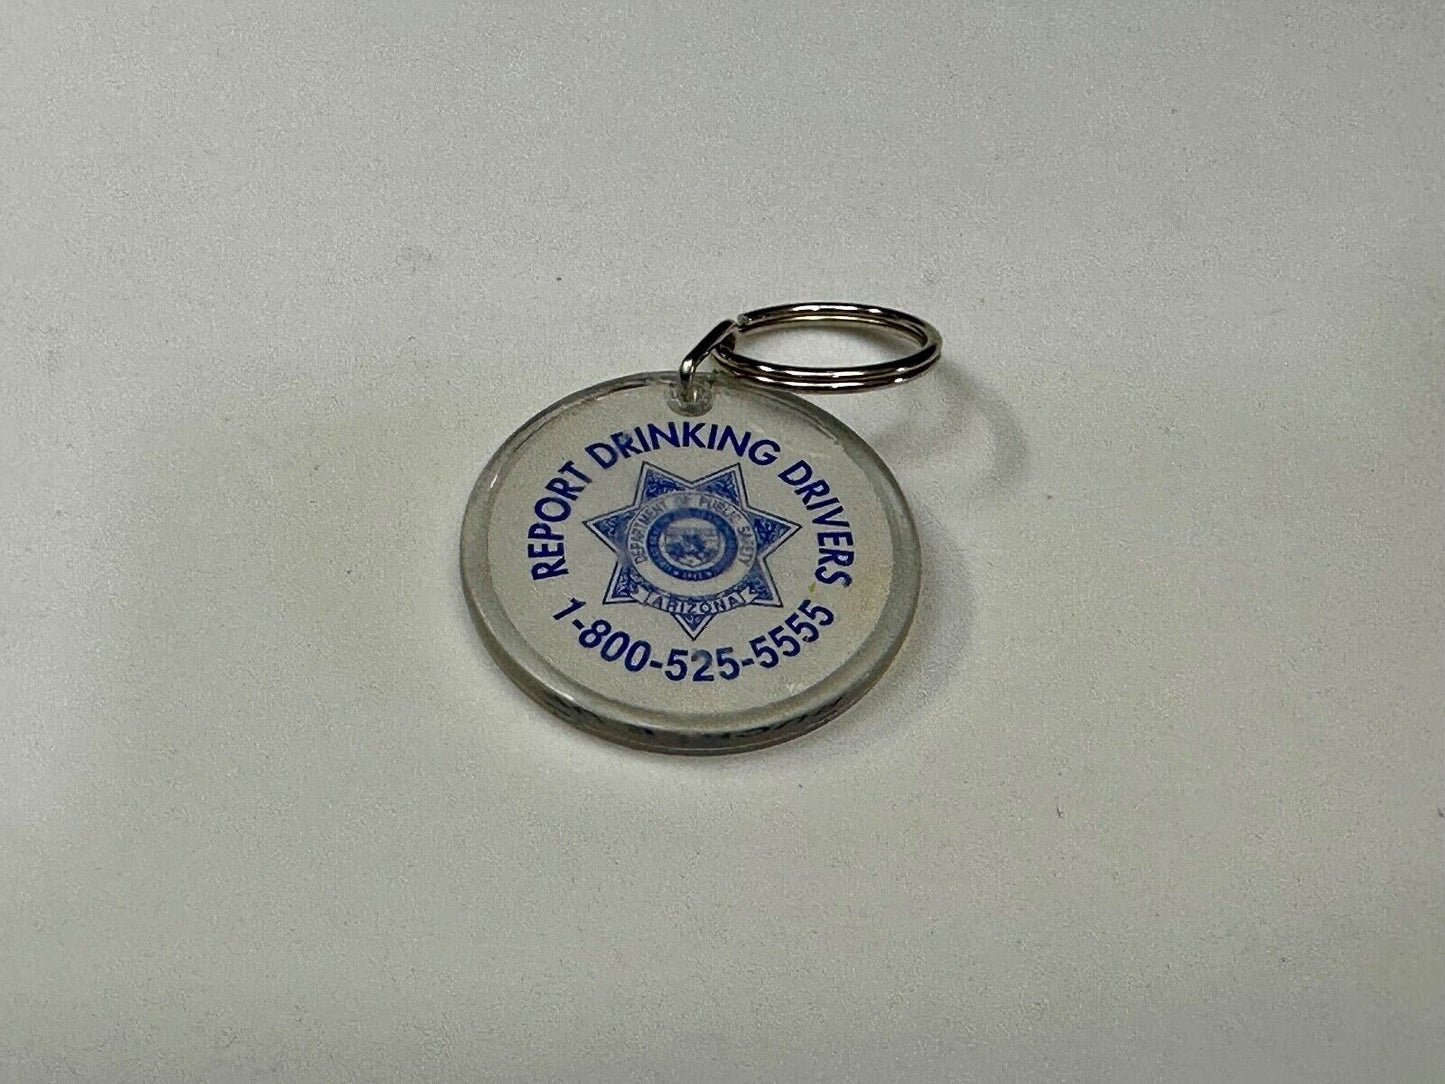 REPORT DRINKING DRIVERS
DEPARTMENT OF PUBLIC SAFETY
ARIZONA
1-800-525-5555